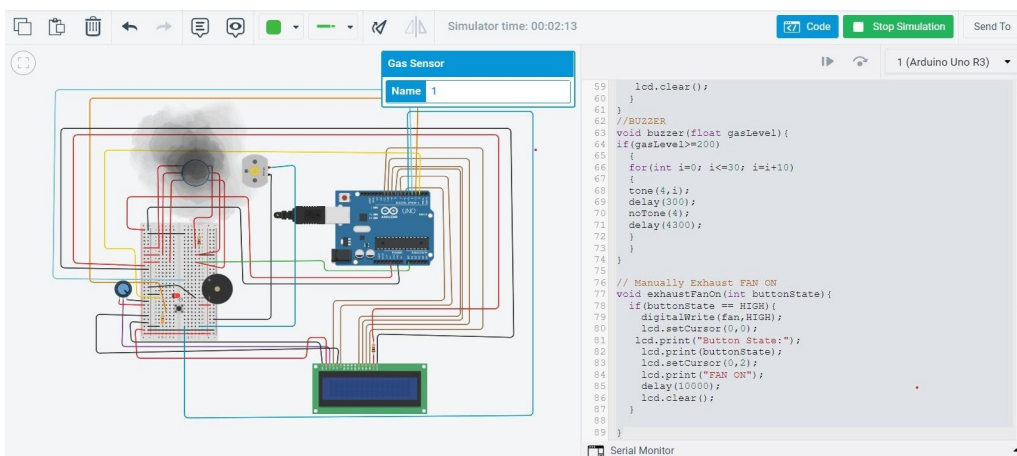 Simulator time: 00:02:13
Code
Stop Simulation
Send To
Gas Sensor
Name 1
1 (Arduino Uno R3)
59 lcd.clear();
60 }
61 }
62 //BUZZER
63 void buzzer(float gasLevel){
64 if(gasLevel>=200)
65 {
66 for(int i=0; i<=30; i=i+10)
67 {
68 tone(4,i);
69 delay(300);
70 noTone(4);
71 delay(4300);
72 }
73 }
74 }
75
76 // Manually Exhaust FAN ON
77 void exhaustFanOn(int buttonState){
78 if(buttonState == HIGH){
79 digitalWrite(fan,HIGH);
80 lcd.setCursor(0,0);
81 lcd.print("Button State:");
82 lcd.print(buttonState);
83 lcd.setCursor(0,2);
84 lcd.print("FAN ON");
85 delay(10000);
86 lcd.clear();
87 }
88
89 }
Serial Monitor
UNO